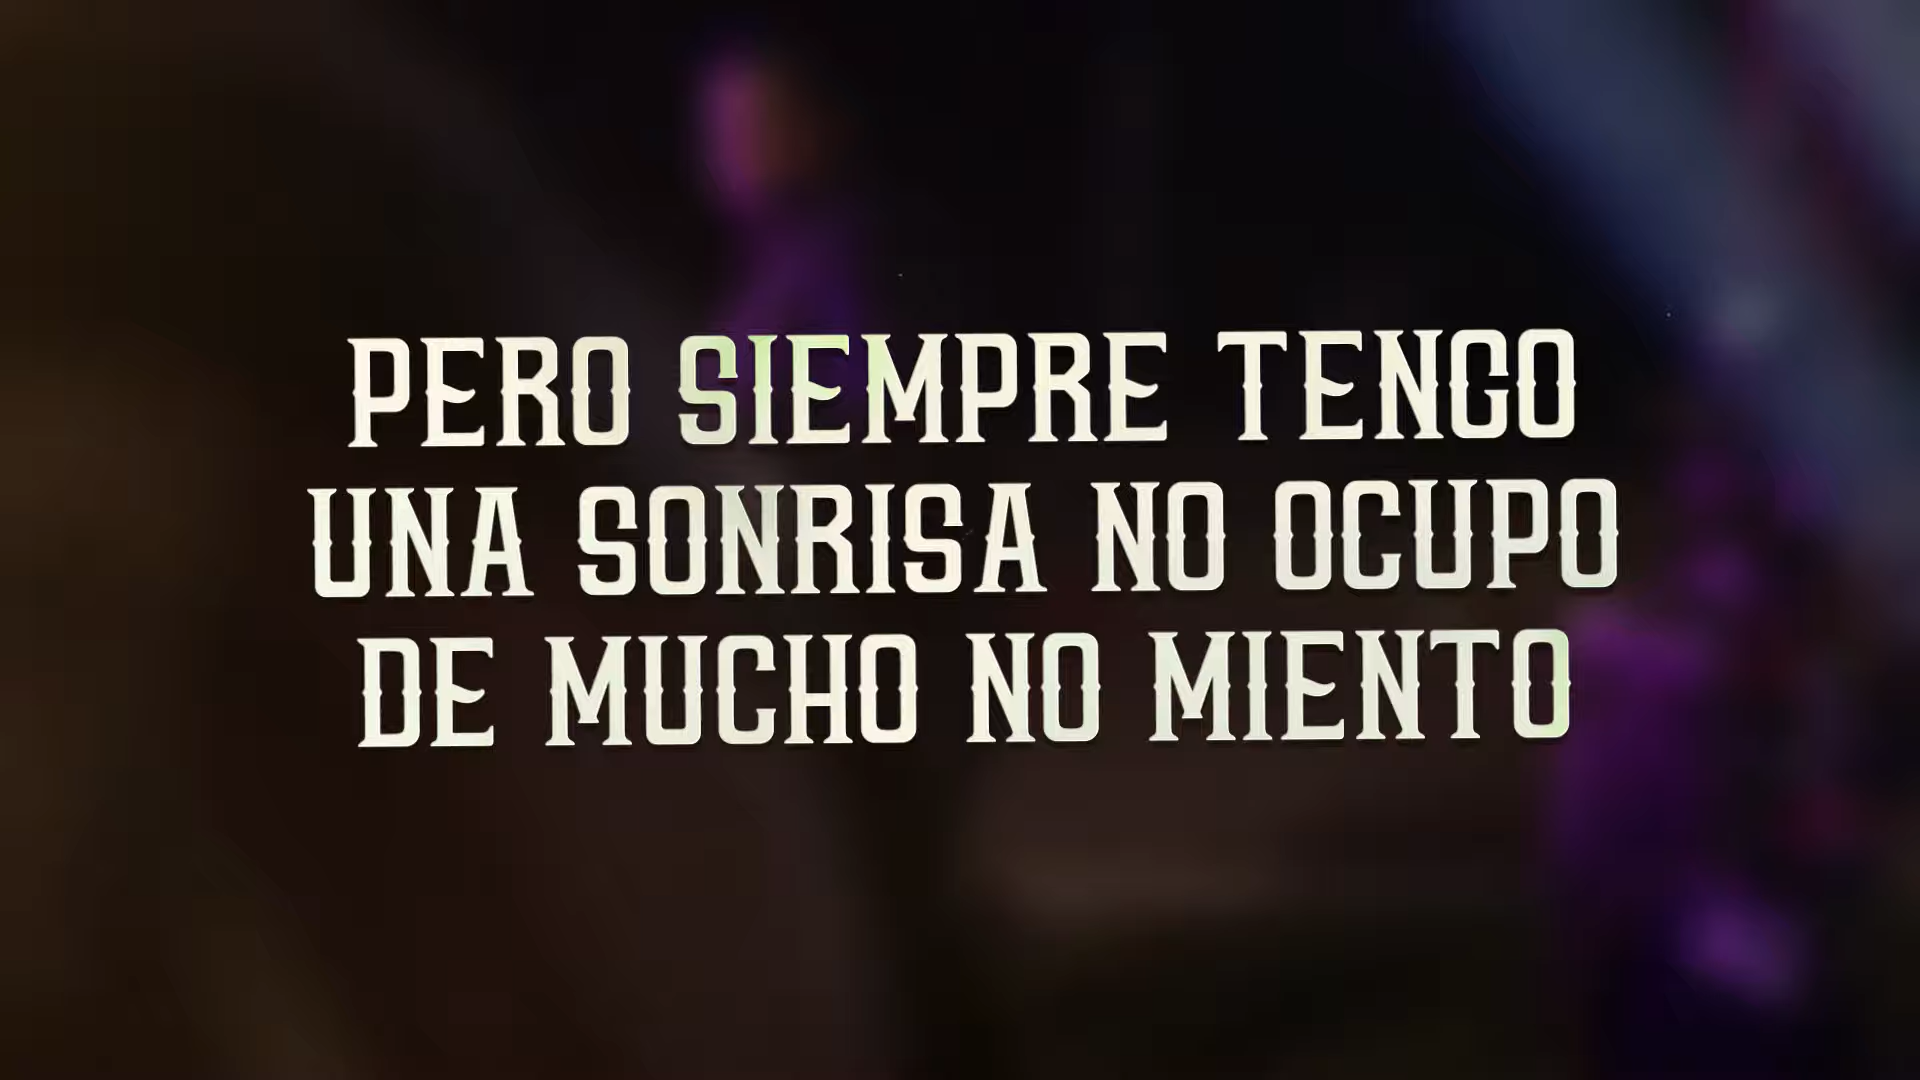 PERO SIEMPRE TENGO
UNA SONRISA NO OCUPO
DE MUCHO NO MIENTO